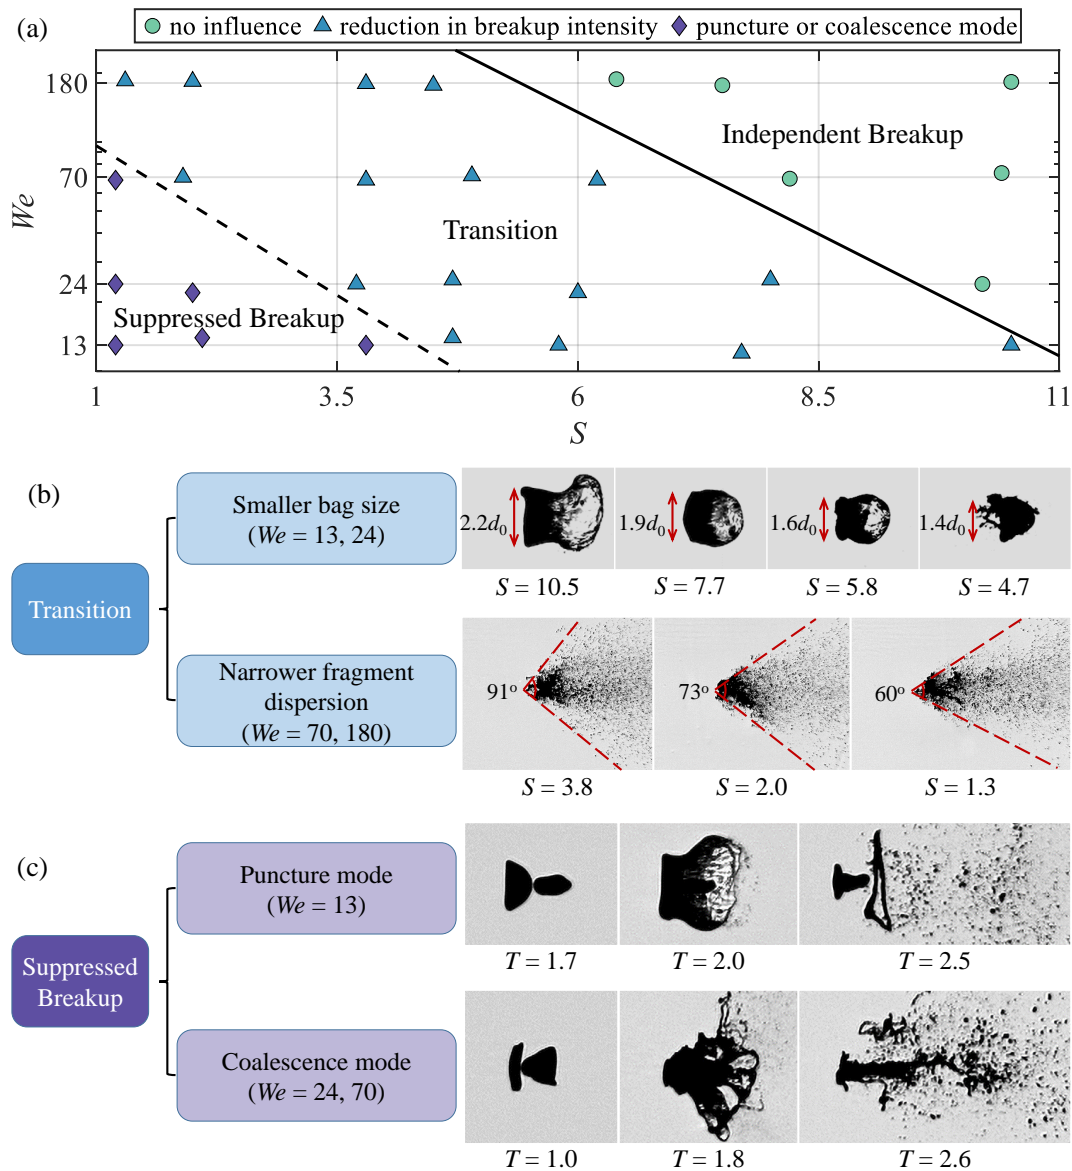 (a)
no influence reduction in breakup intensity puncture or coalescence mode
180
70
24
13
We
Independent Breakup
Transition
Suppressed Breakup
1 3.5 6 8.5 11
S
(b)
Transition
Smaller bag size
(We = 13, 24)
2.2d₀ 1.9d₀ 1.6d₀ 1.4d₀
S = 10.5 S = 7.7 S = 5.8 S = 4.7
Narrower fragment
dispersion
(We = 70, 180)
91° 73° 60°
S = 3.8 S = 2.0 S = 1.3
(c)
Suppressed
Breakup
Puncture mode
(We = 13)
T = 1.7 T = 2.0 T = 2.5
Coalescence mode
(We = 24, 70)
T = 1.0 T = 1.8 T = 2.6